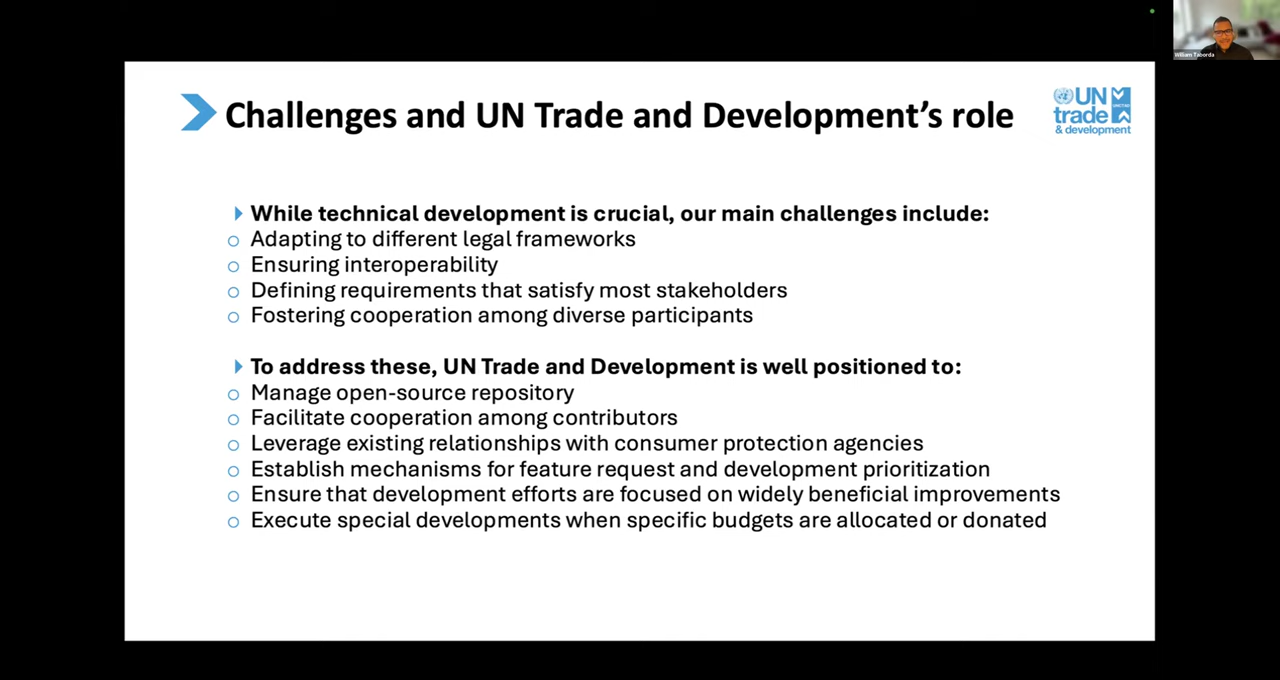 William Taborda
Challenges and UN Trade and Development's role
UN
trade
& development
UNCTAD
While technical development is crucial, our main challenges include:
Adapting to different legal frameworks
Ensuring interoperability
Defining requirements that satisfy most stakeholders
Fostering cooperation among diverse participants
To address these, UN Trade and Development is well positioned to:
Manage open-source repository
Facilitate cooperation among contributors
Leverage existing relationships with consumer protection agencies
Establish mechanisms for feature request and development prioritization
Ensure that development efforts are focused on widely beneficial improvements
Execute special developments when specific budgets are allocated or donated